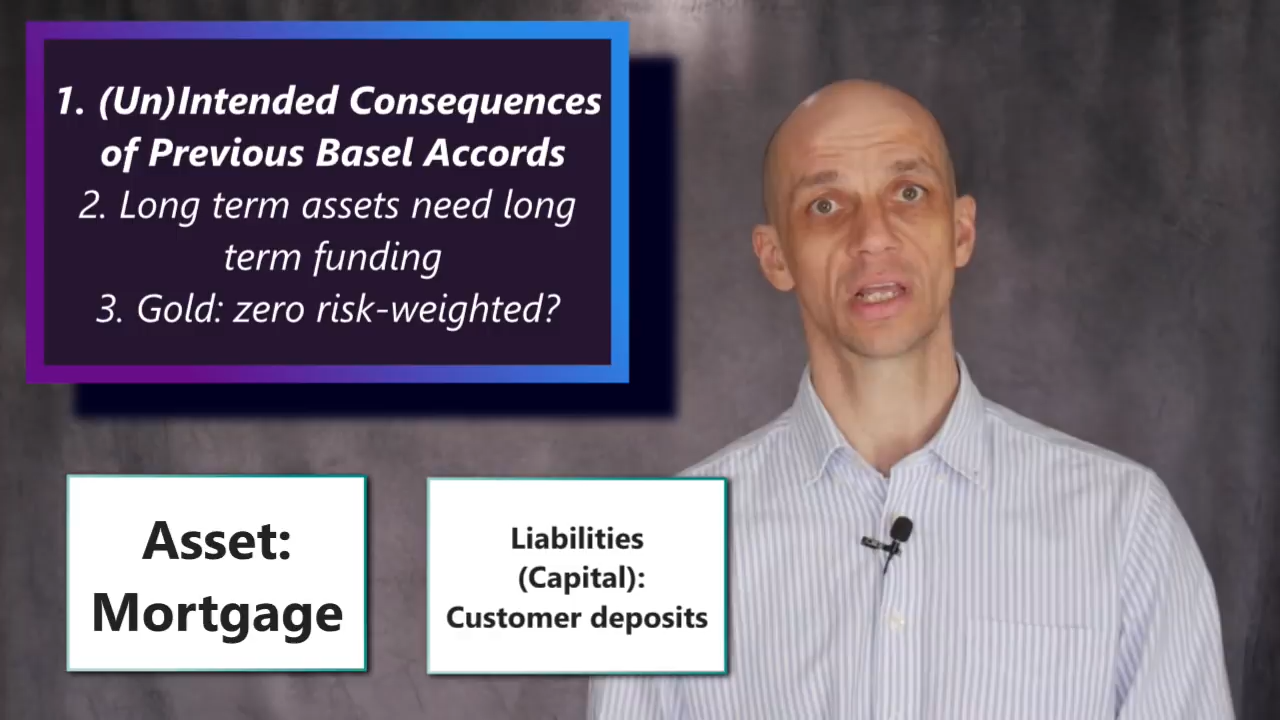 1. (Un)Intended Consequences
of Previous Basel Accords
2. Long term assets need long
term funding
3. Gold: zero risk-weighted?
Asset:
Mortgage
Liabilities
(Capital):
Customer deposits